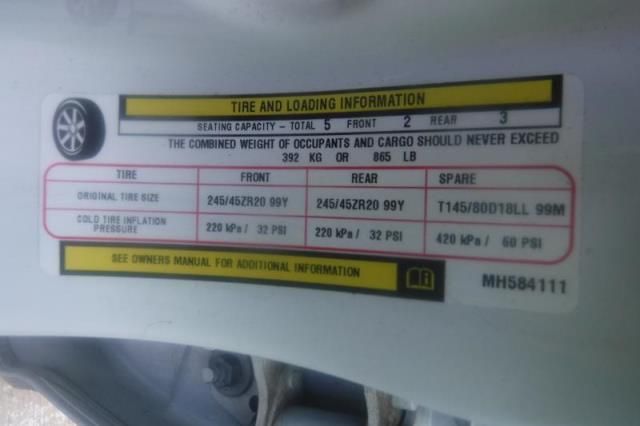 TIRE AND LOADING INFORMATION
SEATING CAPACITY - TOTAL 5 FRONT 2 REAR 3
THE COMBINED WEIGHT OF OCCUPANTS AND CARGO SHOULD NEVER EXCEED
392 KG OR 865 LB
TIRE FRONT REAR SPARE
ORIGINAL TIRE SIZE 245/45ZR20 99Y 245/45ZR20 99Y T145/80D18LL 99M
COLD TIRE INFLATION PRESSURE 220 kPa / 32 PSI 220 kPa / 32 PSI 420 kPa / 60 PSI
SEE OWNERS MANUAL FOR ADDITIONAL INFORMATION
MH584111